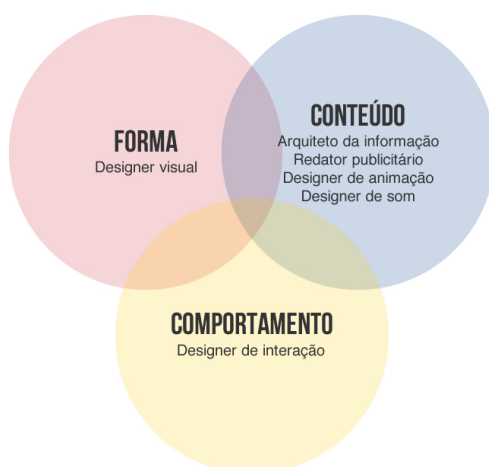 FORMA
Designer visual
CONTEÚDO
Arquiteto da informação
Redator publicitário
Designer de animação
Designer de som
COMPORTAMENTO
Designer de interação